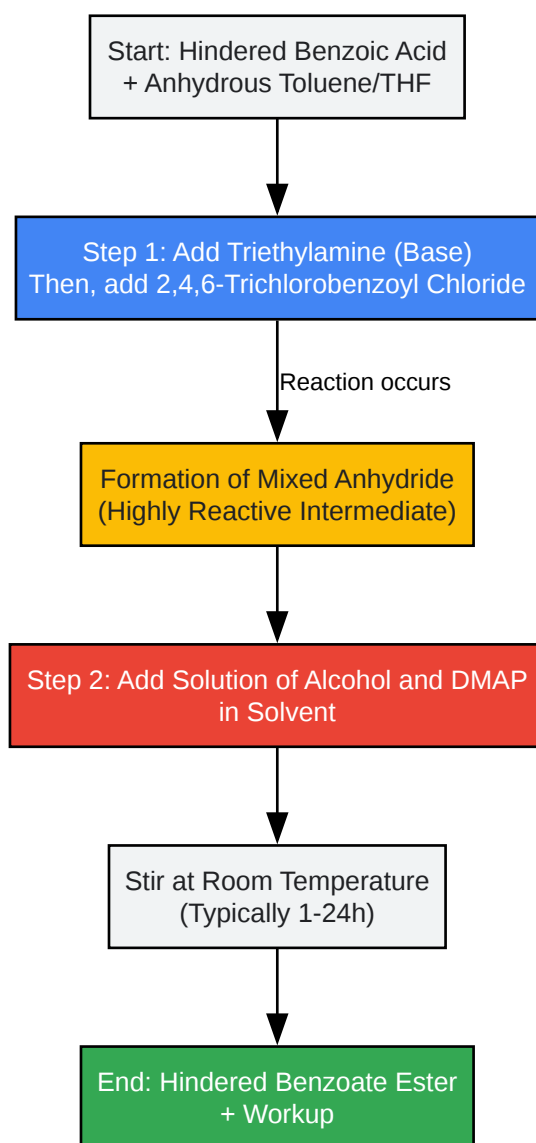 Start: Hindered Benzoic Acid
+ Anhydrous Toluene/THF
Step 1: Add Triethylamine (Base)
Then, add 2,4,6-Trichlorobenzoyl Chloride
Reaction occurs
Formation of Mixed Anhydride
(Highly Reactive Intermediate)
Step 2: Add Solution of Alcohol and DMAP
in Solvent
Stir at Room Temperature
(Typically 1-24h)
End: Hindered Benzoate Ester
+ Workup